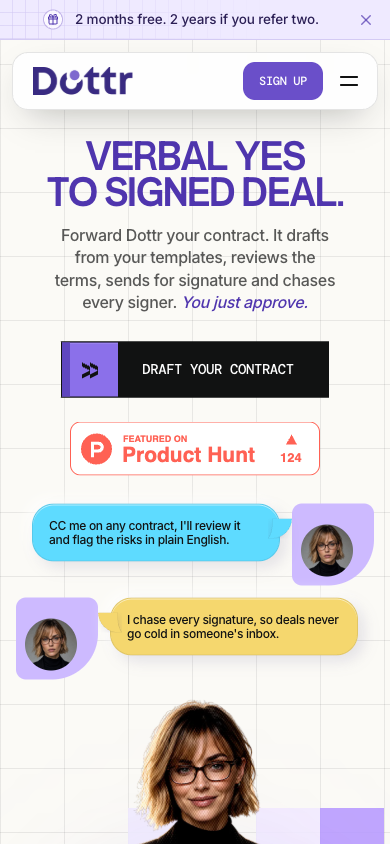 2 months free. 2 years if you refer two.
Dottr
SIGN UP
VERBAL YES
TO SIGNED DEAL.
Forward Dottr your contract. It drafts
from your templates, reviews the
terms, sends for signature and chases
every signer. You just approve.
DRAFT YOUR CONTRACT
FEATURED ON
P Product Hunt
124
CC me on any contract, I'll review it
and flag the risks in plain English.
I chase every signature, so deals never
go cold in someone's inbox.